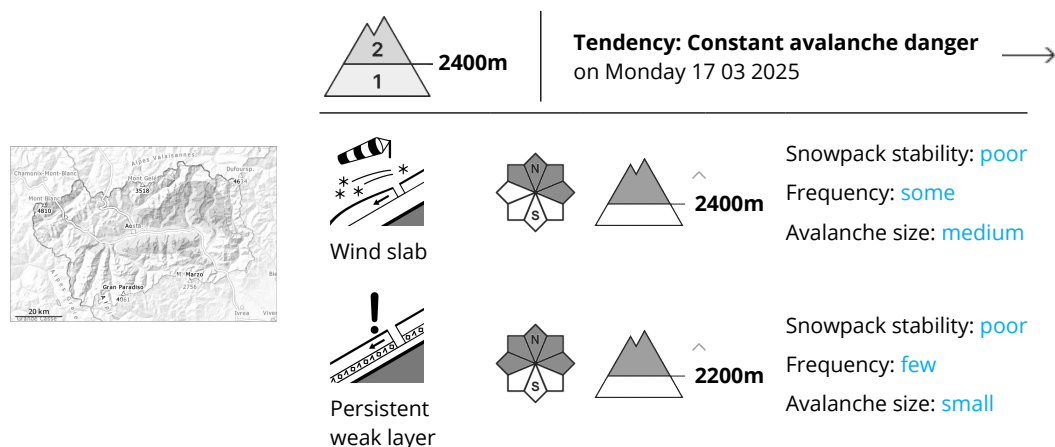 2
1
2400m
Tendency: Constant avalanche danger
on Monday 17 03 2025
Alpes Valaisannes
Chamonix-Mont-Blanc
Mont Gelé
3518
Dufoursp.
Mont Blanc
4810
Aosta
M. Marzo
2756
Gran Paradiso
4061
20 km
Ivrea
N
S
2400m
Wind slab
Snowpack stability: poor
Frequency: some
Avalanche size: medium
N
S
2200m
Persistent
weak layer
Snowpack stability: poor
Frequency: few
Avalanche size: small